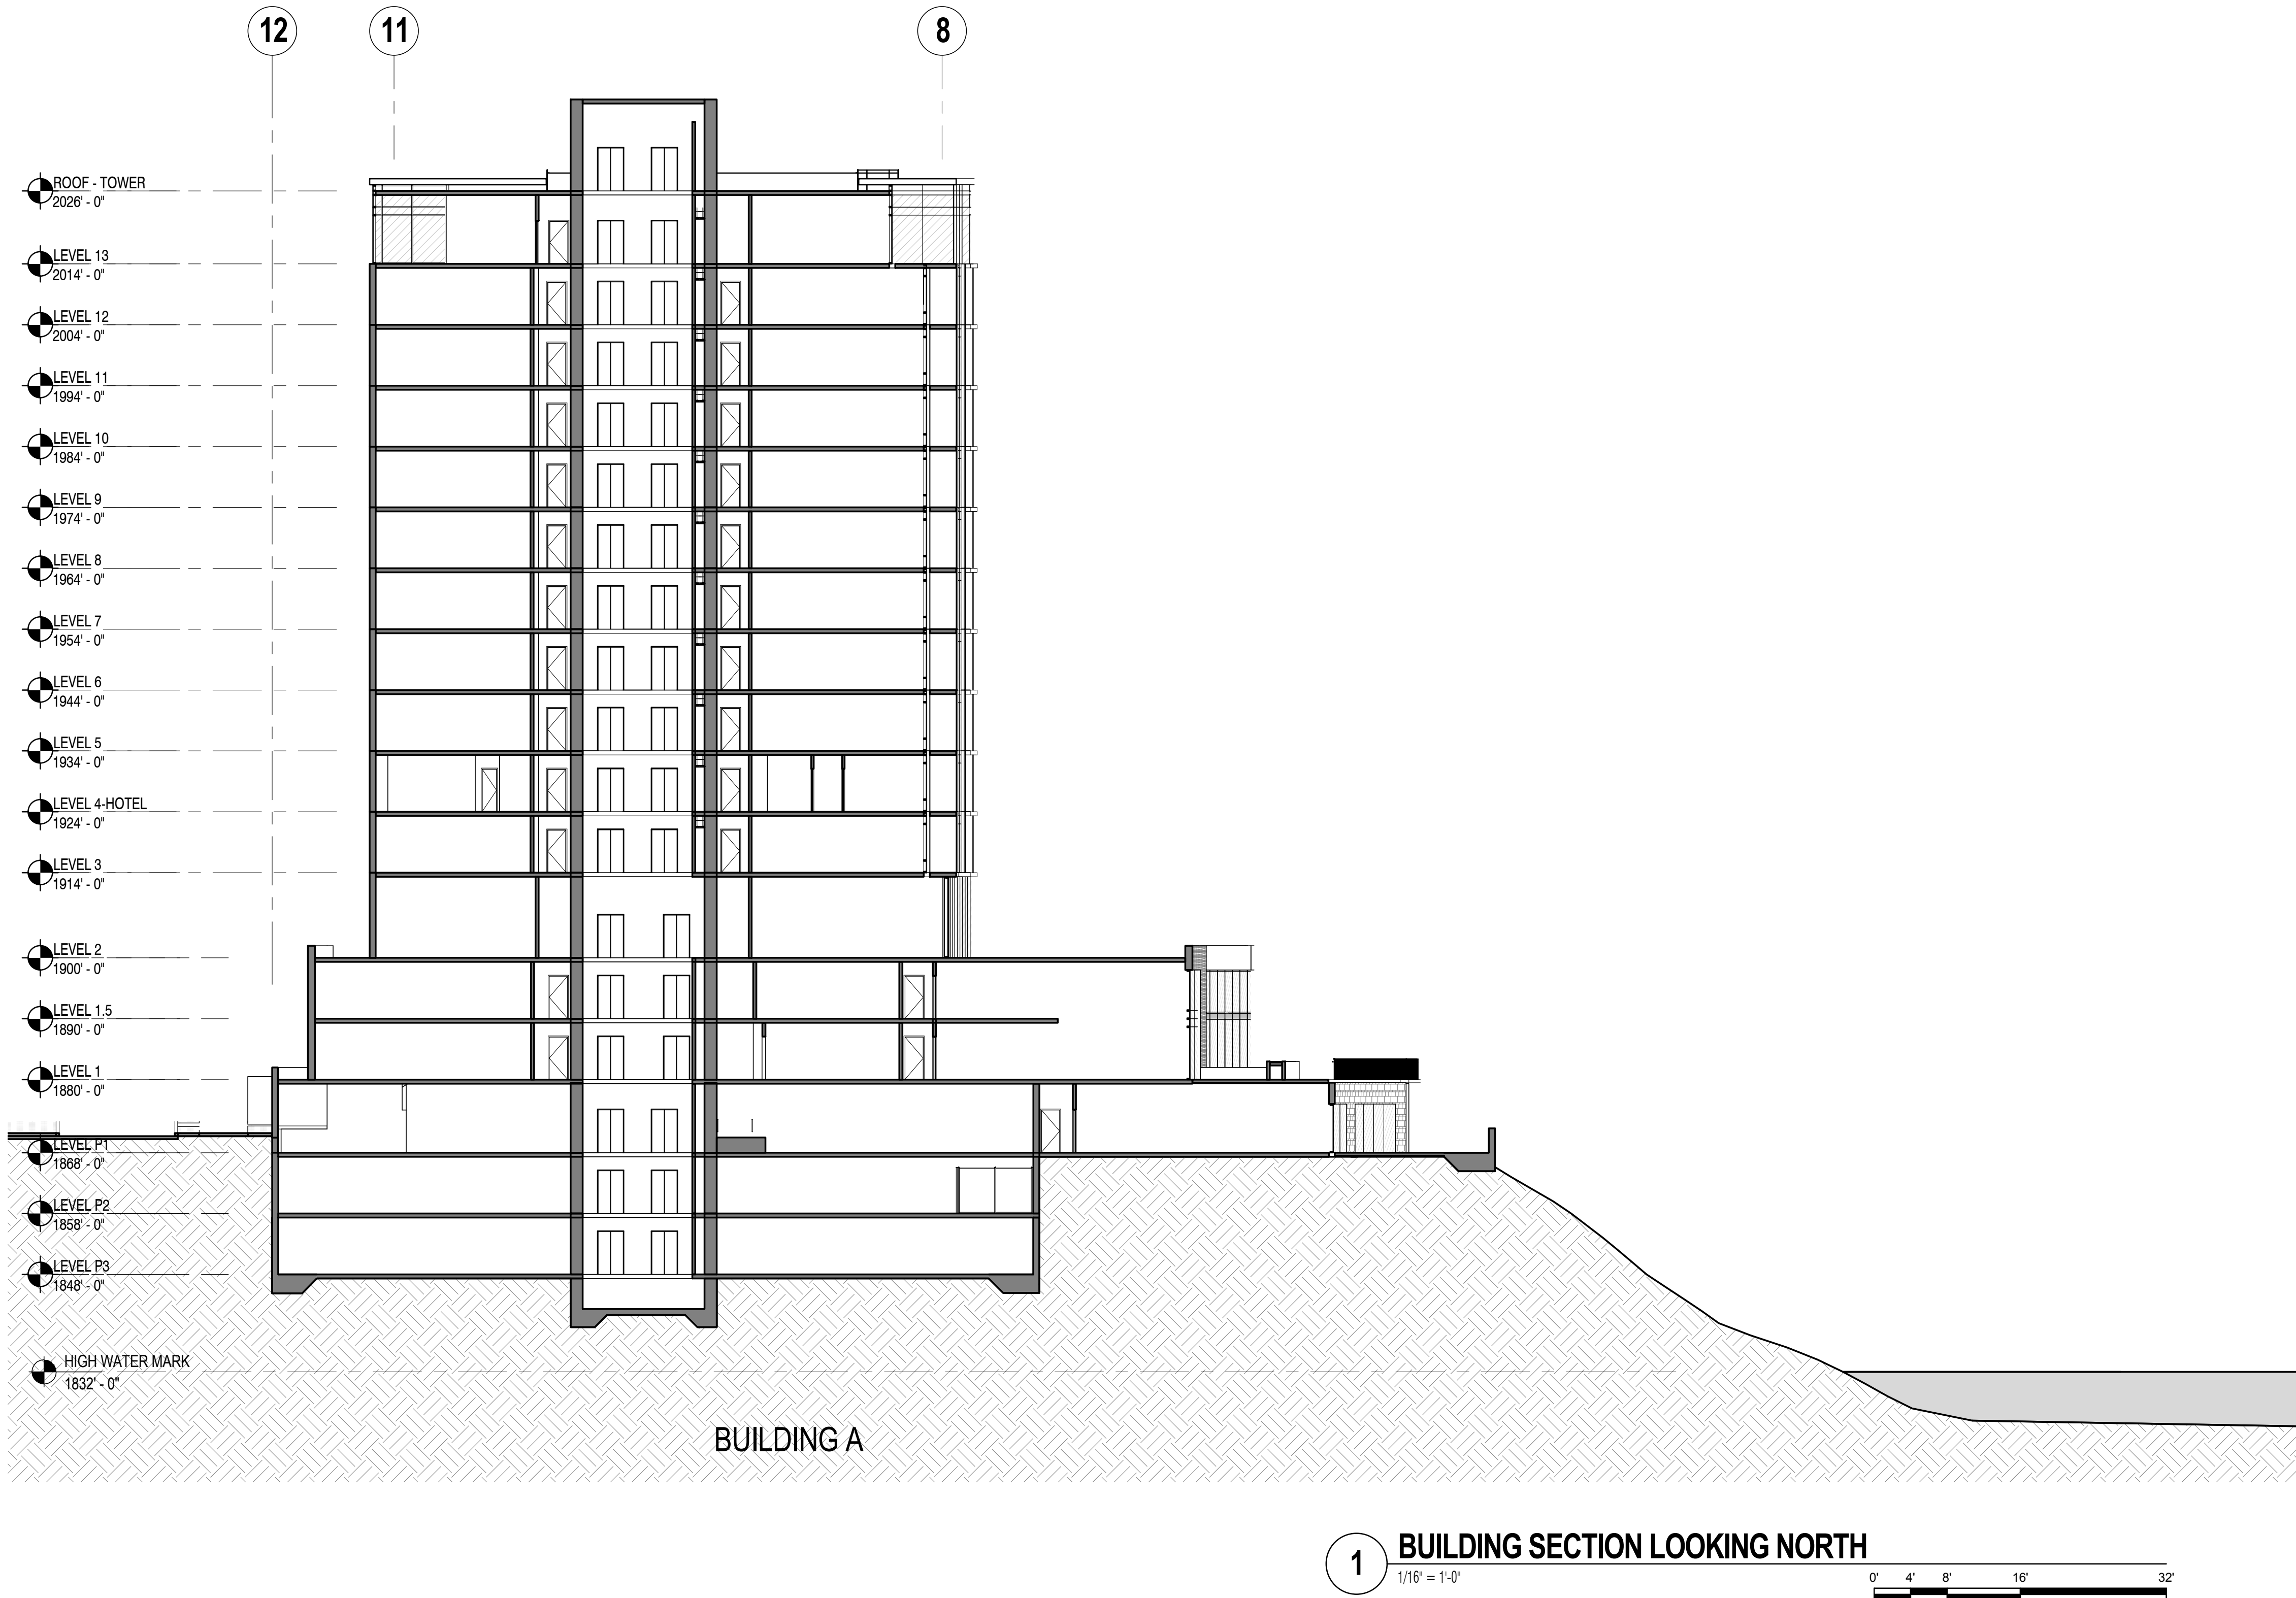 12
11
8
ROOF - TOWER
2026' - 0"
LEVEL 13
2014' - 0"
LEVEL 12
2004' - 0"
LEVEL 11
1994' - 0"
LEVEL 10
1984' - 0"
LEVEL 9
1974' - 0"
LEVEL 8
1964' - 0"
LEVEL 7
1954' - 0"
LEVEL 6
1944' - 0"
LEVEL 5
1934' - 0"
LEVEL 4-HOTEL
1924' - 0"
LEVEL 3
1914' - 0"
LEVEL 2
1900' - 0"
LEVEL 1.5
1890' - 0"
LEVEL 1
1880' - 0"
LEVEL P1
1868' - 0"
LEVEL P2
1858' - 0"
LEVEL P3
1848' - 0"
HIGH WATER MARK
1832' - 0"
BUILDING A
1
BUILDING SECTION LOOKING NORTH
1/16" = 1'-0"
0' 4' 8' 16' 32'